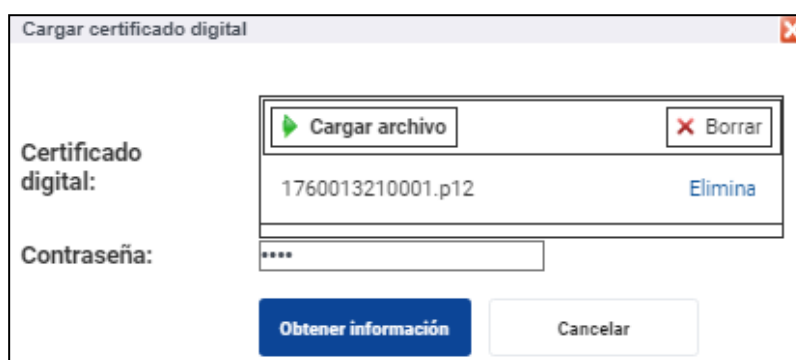 Cargar certificado digital
Cargar archivo
Borrar
Certificado
digital:
1760013210001.p12
Elimina
Contraseña:
••••
Obtener información
Cancelar